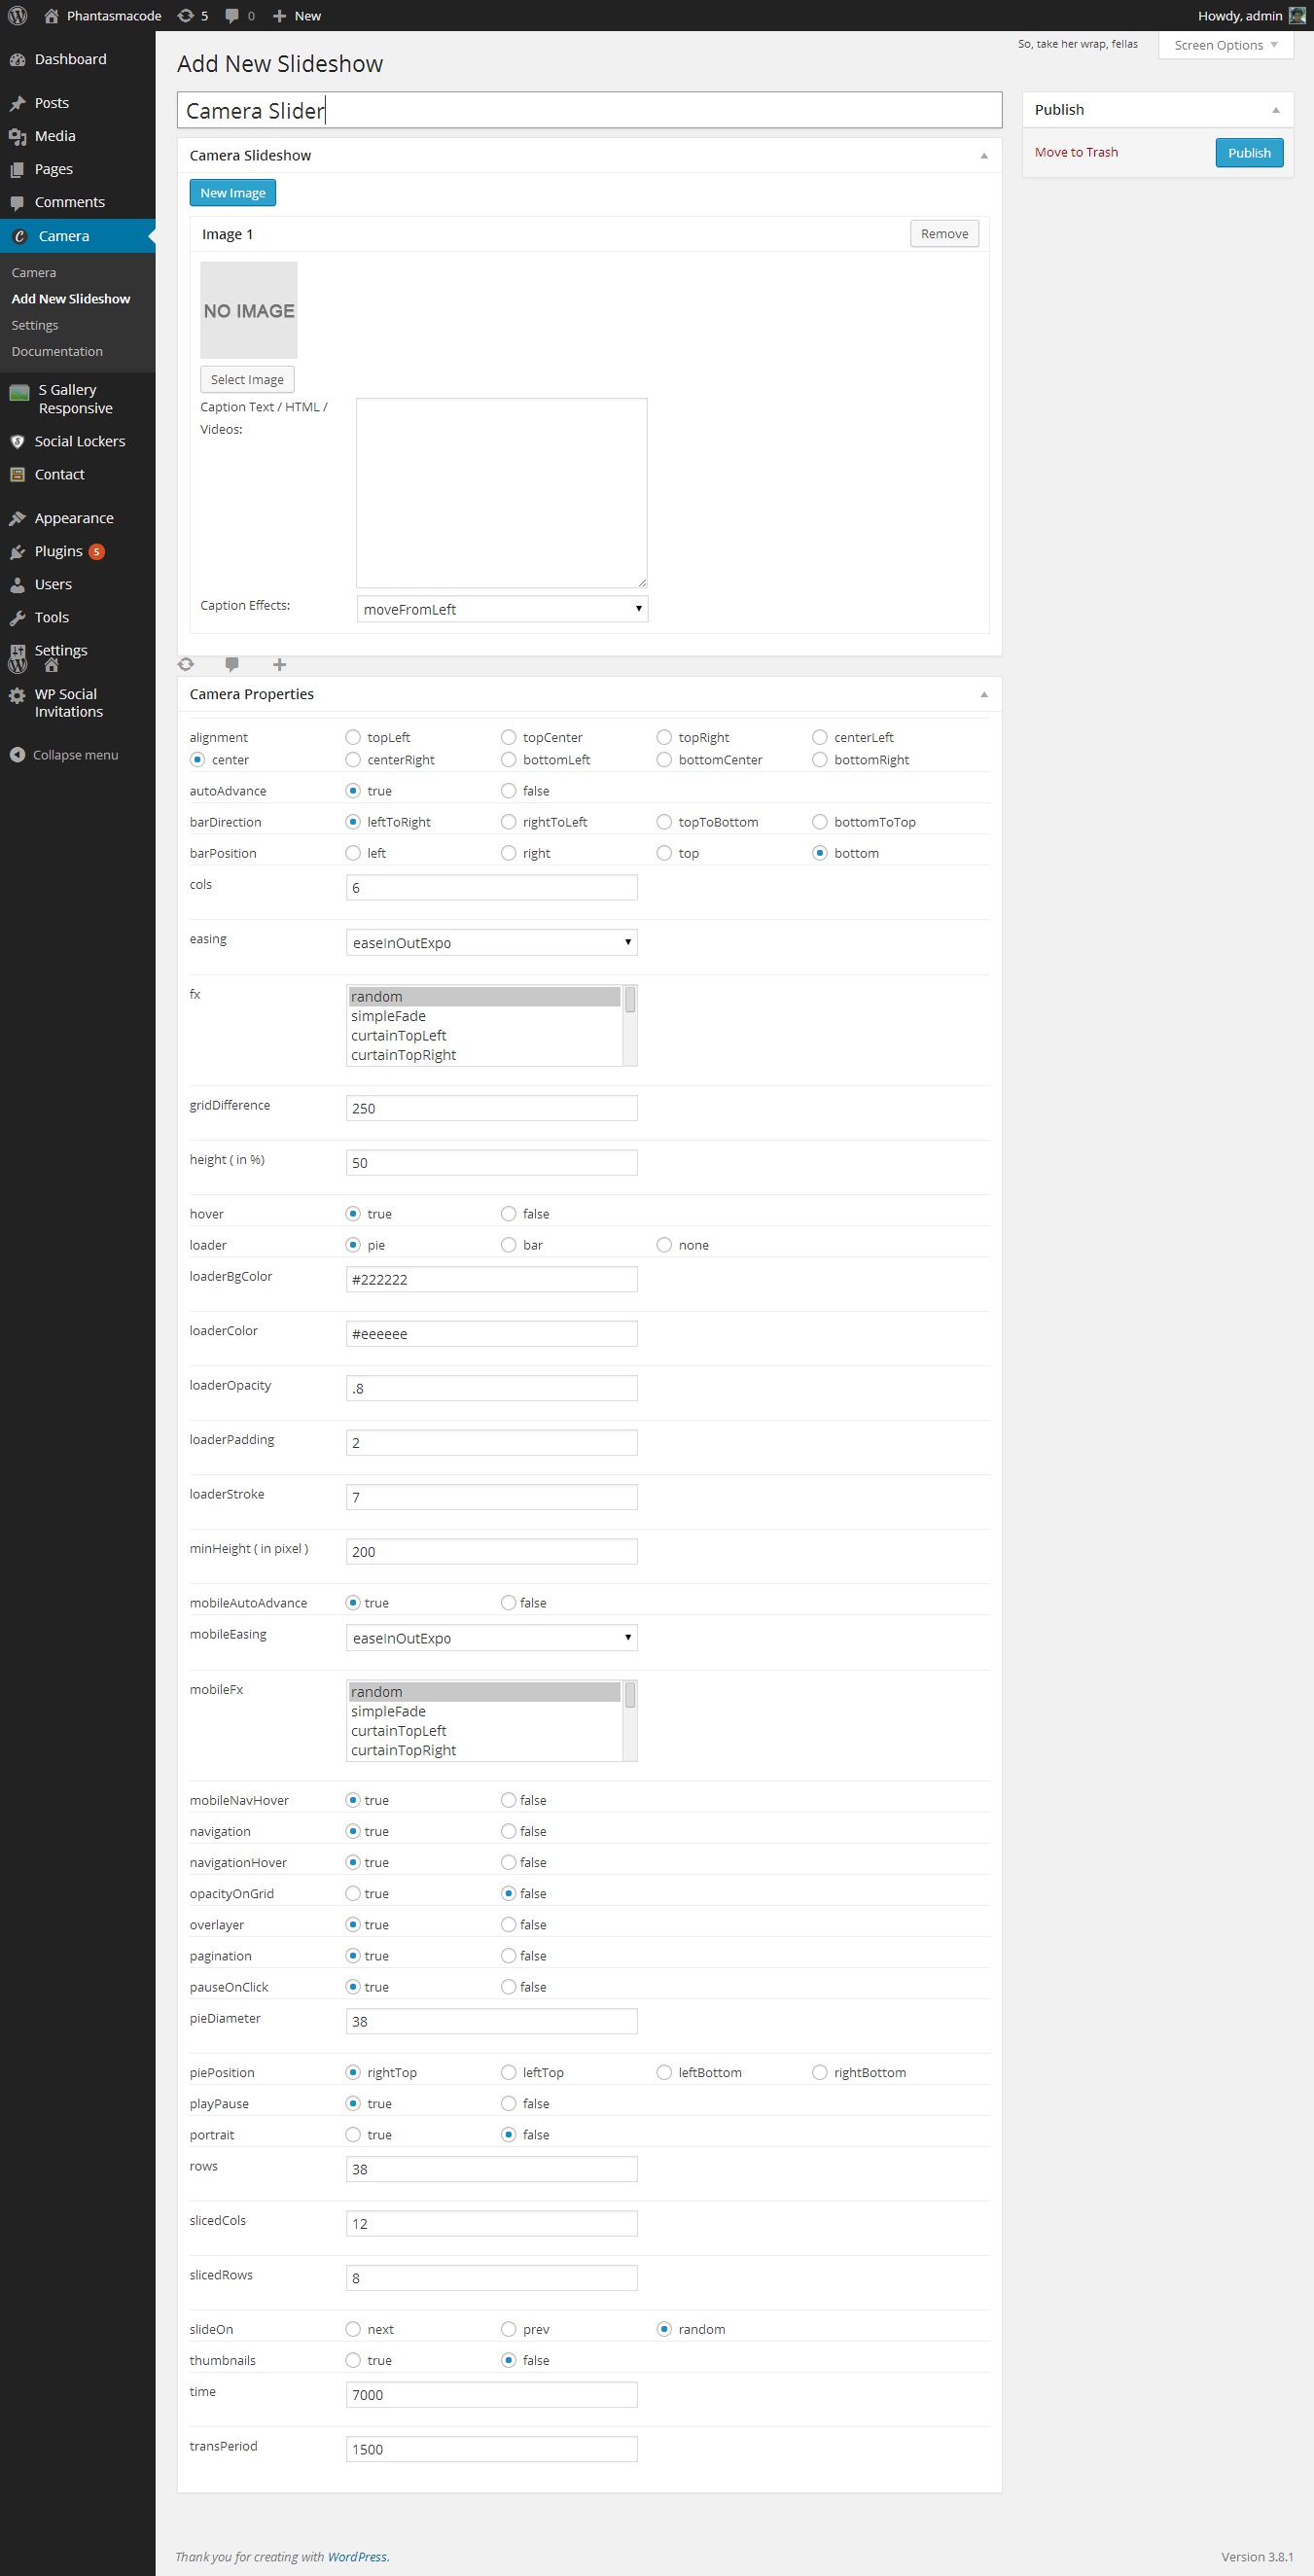 Phantasmacode 5 0 New Howdy, admin
Dashboard
Posts
Media
Pages
Comments
Camera
Camera
Add New Slideshow
Settings
Documentation
S Gallery
Responsive
Social Lockers
Contact
Appearance
Plugins 5
Users
Tools
Settings
WP Social
Invitations
Collapse menu
So, take her wrap, fellas
Screen Options
Add New Slideshow
Camera Slider
Publish
Move to Trash Publish
Camera Slideshow
New Image
Image 1 Remove
NO IMAGE
Select Image
Caption Text / HTML /
Videos:
Caption Effects: moveFromLeft
Camera Properties
alignment topLeft topCenter topRight centerLeft
center centerRight bottomLeft bottomCenter bottomRight
autoAdvance true false
barDirection leftToRight rightToLeft topToBottom bottomToTop
barPosition left right top bottom
cols 6
easing easeInOutExpo
fx random
simpleFade
curtainTopLeft
curtainTopRight
gridDifference 250
height ( in %) 50
hover true false
loader pie bar none
loaderBgColor #222222
loaderColor #eeeeee
loaderOpacity .8
loaderPadding 2
loaderStroke 7
minHeight ( in pixel ) 200
mobileAutoAdvance true false
mobileEasing easeInOutExpo
mobileFx random
simpleFade
curtainTopLeft
curtainTopRight
mobileNavHover true false
navigation true false
navigationHover true false
opacityOnGrid true false
overlayer true false
pagination true false
pauseOnClick true false
pieDiameter 38
piePosition rightTop leftTop leftBottom rightBottom
playPause true false
portrait true false
rows 38
slicedCols 12
slicedRows 8
slideOn next prev random
thumbnails true false
time 7000
transPeriod 1500
Thank you for creating with WordPress.
Version 3.8.1